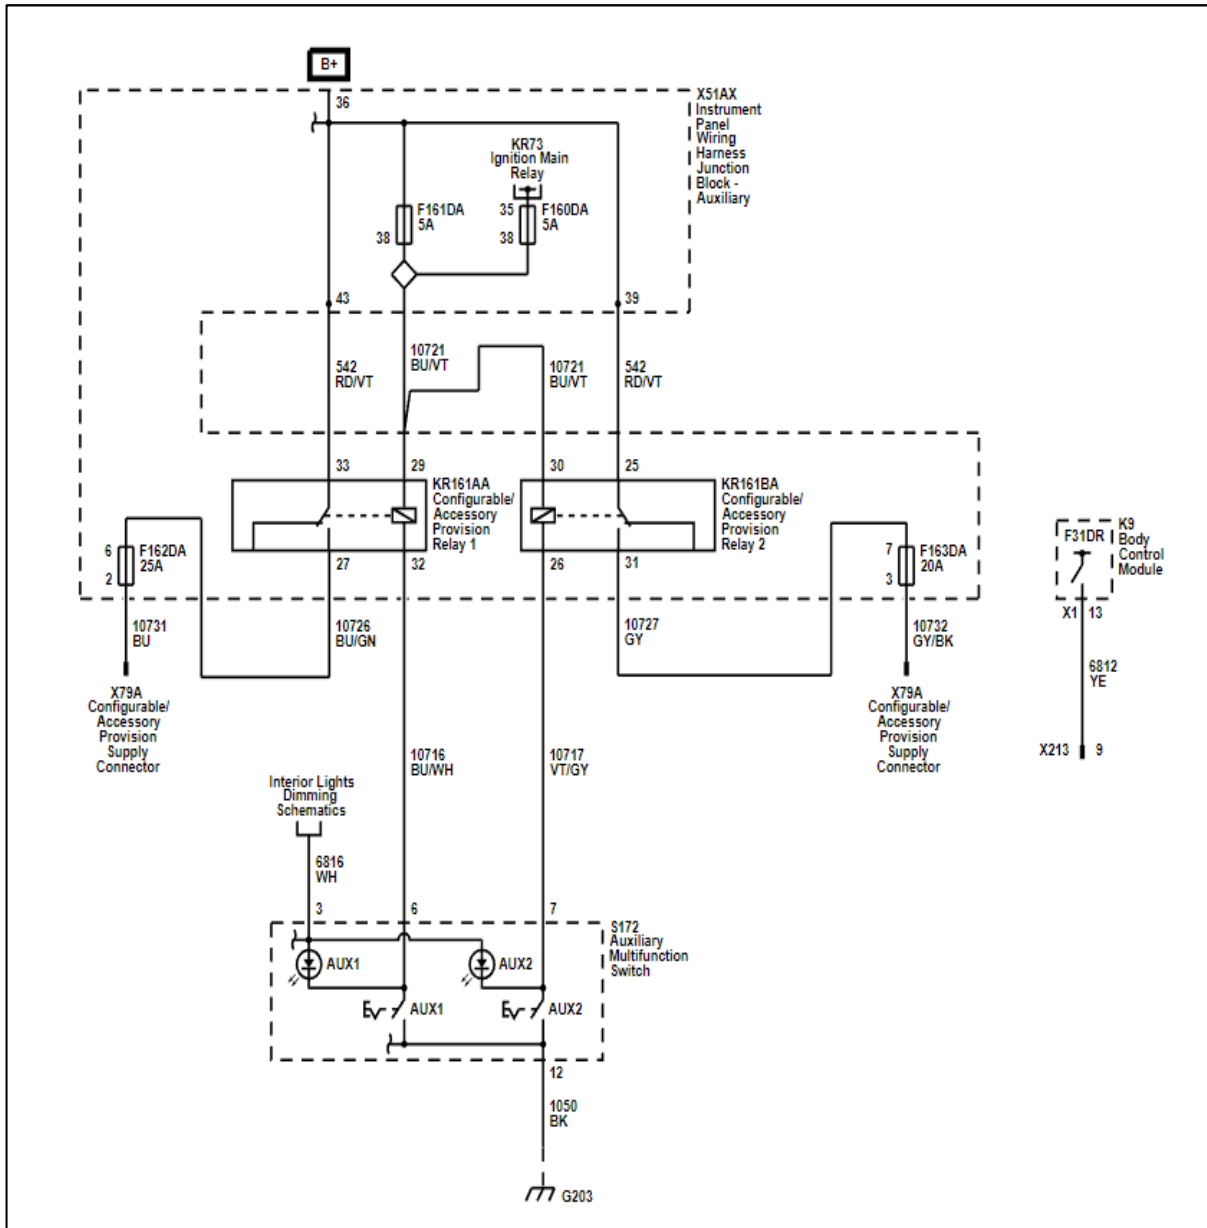 B+
36
X51AX
Instrument
Panel
Wiring
Harness
Junction
Block -
Auxiliary
KR73
Ignition Main
Relay
F161DA
5A
38
35
F160DA
5A
38
43
39
542
RD/VT
10721
BU/VT
10721
BU/VT
542
RD/VT
33
29
30
25
KR161AA
Configurable/
Accessory
Provision
Relay 1
KR161BA
Configurable/
Accessory
Provision
Relay 2
6
F162DA
25A
2
27
32
26
31
7
F163DA
20A
3
F31DR
K9
Body
Control
Module
X1
13
10731
BU
10726
BU/GN
10727
GY
10732
GY/BK
6812
YE
X79A
Configurable/
Accessory
Provision
Supply
Connector
X79A
Configurable/
Accessory
Provision
Supply
Connector
X213
9
10716
BU/WH
10717
VT/GY
Interior Lights
Dimming
Schematics
6816
WH
3
6
7
S172
Auxiliary
Multifunction
Switch
AUX1
AUX2
AUX1
AUX2
12
1050
BK
G203